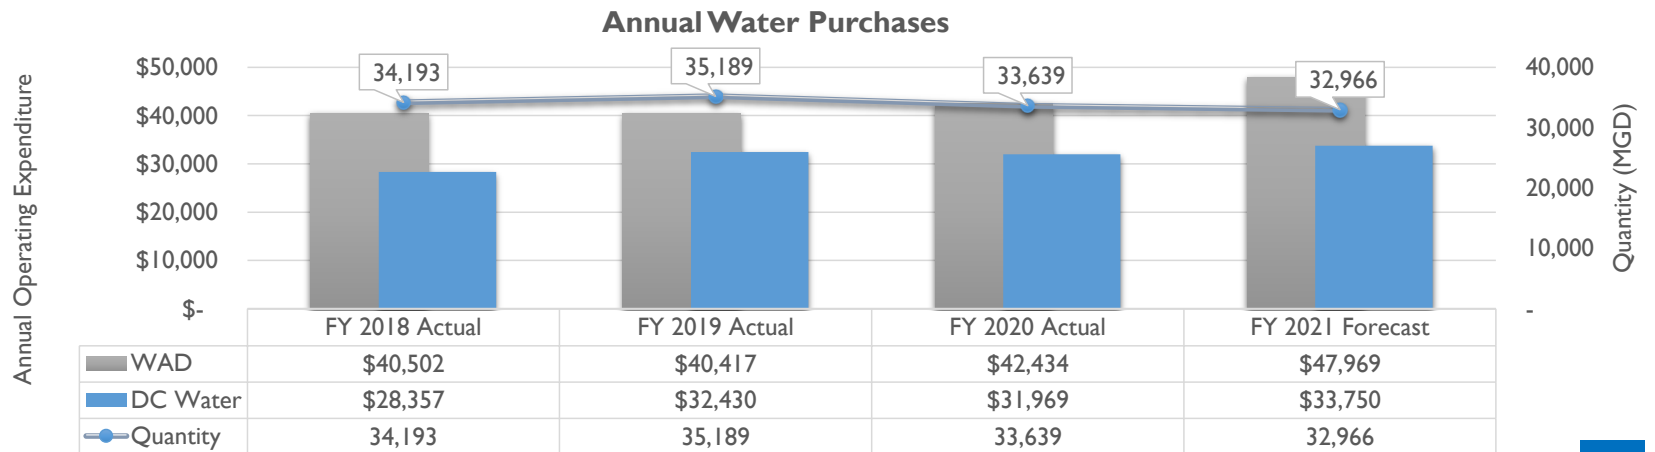 Annual Water Purchases
Annual Operating Expenditure
$50,000
$40,000
$30,000
$20,000
$10,000
$-
34,193
35,189
33,639
32,966
40,000
30,000
20,000
10,000
-
Quantity (MGD)
FY 2018 Actual FY 2019 Actual FY 2020 Actual FY 2021 Forecast
WAD $40,502 $40,417 $42,434 $47,969
DC Water $28,357 $32,430 $31,969 $33,750
Quantity 34,193 35,189 33,639 32,966